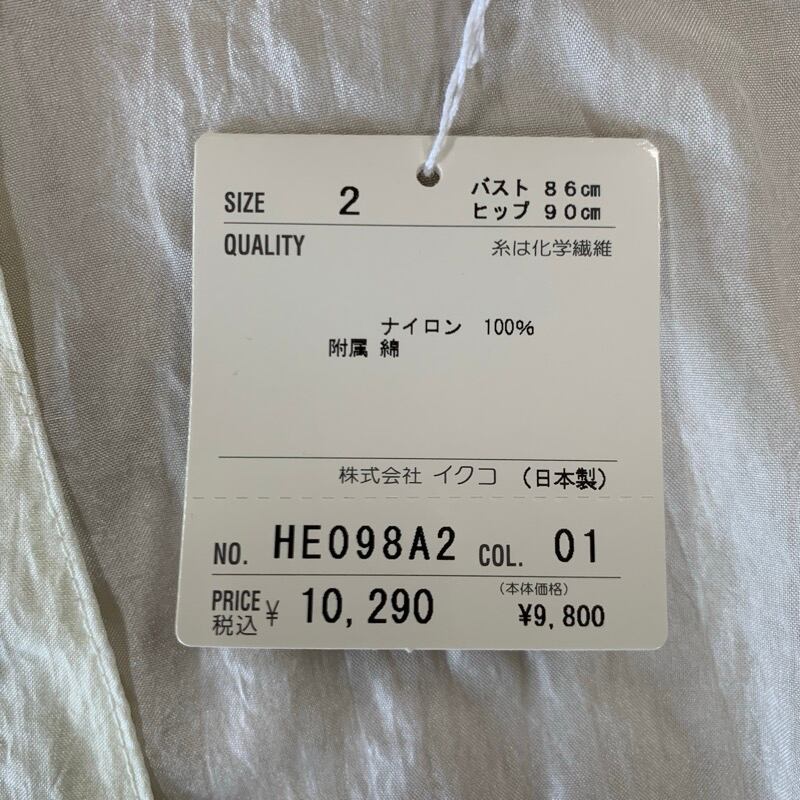 SIZE 2 バスト 86cm
ヒップ 90cm
QUALITY 糸は化学繊維
ナイロン 100%
附属 綿
株式会社 イクコ (日本製)
NO. HE098A2 COL. 01
PRICE 税込 ¥ 10,290 (本体価格) ¥9,800